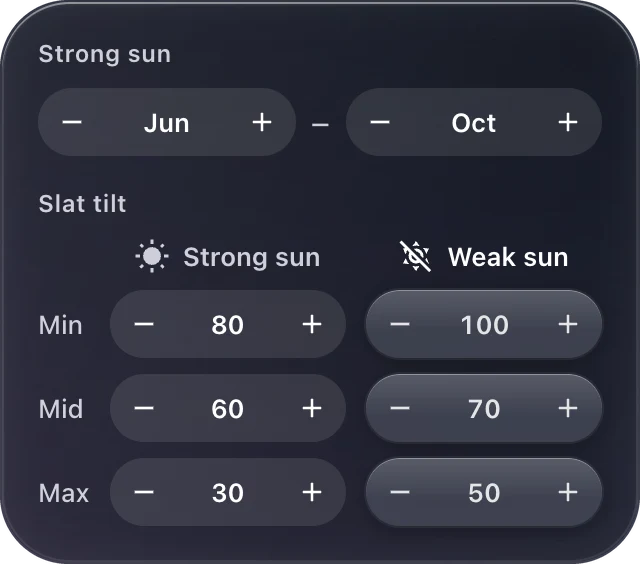 Strong sun
− Jun + – − Oct +
Slat tilt
Strong sun Weak sun
Min − 80 + − 100 +
Mid − 60 + − 70 +
Max − 30 + − 50 +